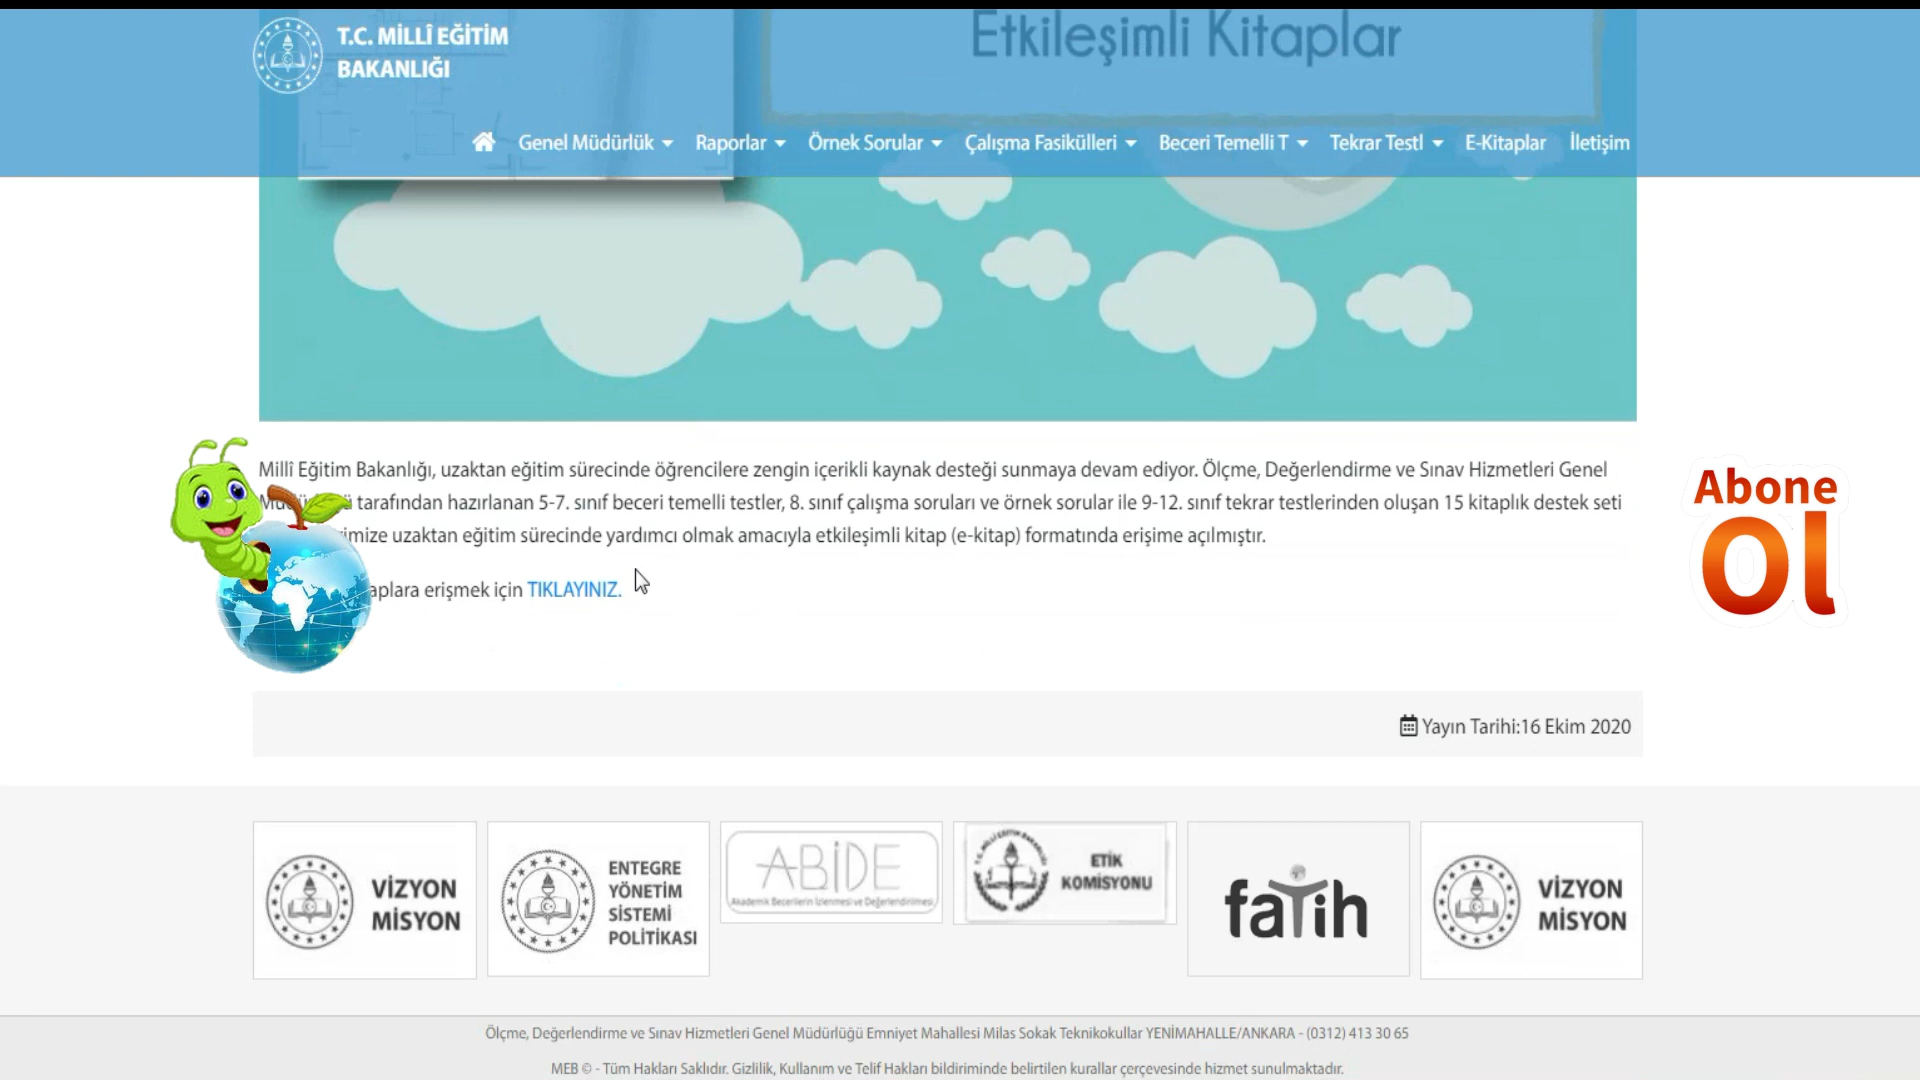 T.C. MİLLÎ EĞİTİM
BAKANLIĞI
Etkileşimli Kitaplar
Genel Müdürlük Raporlar Örnek Sorular Çalışma Fasikülleri Beceri Temelli T Tekrar Testl E-Kitaplar İletişim
Millî Eğitim Bakanlığı, uzaktan eğitim sürecinde öğrencilere zengin içerikli kaynak desteği sunmaya devam ediyor. Ölçme, Değerlendirme ve Sınav Hizmetleri Genel
tarafından hazırlanan 5-7. sınıf beceri temelli testler, 8. sınıf çalışma soruları ve örnek sorular ile 9-12. sınıf tekrar testlerinden oluşan 15 kitaplık destek seti
uzaktan eğitim sürecinde yardımcı olmak amacıyla etkileşimli kitap (e-kitap) formatında erişime açılmıştır.
erişmek için TIKLAYINIZ.
Abone
Ol
Yayın Tarihi:16 Ekim 2020
VİZYON
MİSYON
ENTEGRE
YÖNETİM
SİSTEMİ
POLİTİKASI
ABİDE
Akademik Becerilerin İzlenmesi ve Değerlendirilmesi
ETİK
KOMİSYONU
fatih
VİZYON
MİSYON
Ölçme, Değerlendirme ve Sınav Hizmetleri Genel Müdürlüğü Emniyet Mahallesi Milas Sokak Teknikokullar YENİMAHALLE/ANKARA - (0312) 413 30 65
MEB © - Tüm Hakları Saklıdır. Gizlilik, Kullanım ve Telif Hakları bildiriminde belirtilen kurallar çerçevesinde hizmet sunulmaktadır.